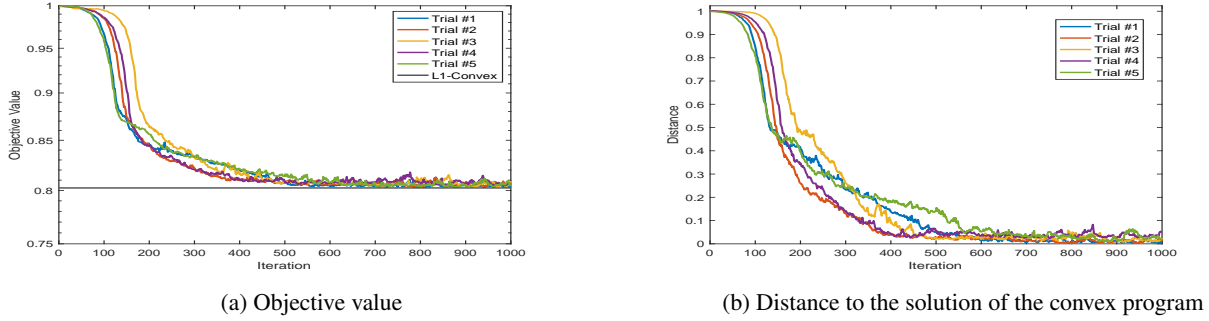 1
0.95
0.9
0.85
0.8
0.75
Objective Value
0 100 200 300 400 500 600 700 800 900 1000
Iteration
Trial #1
Trial #2
Trial #3
Trial #4
Trial #5
L1-Convex
(a) Objective value
1
0.9
0.8
0.7
0.6
0.5
0.4
0.3
0.2
0.1
0
Distance
0 100 200 300 400 500 600 700 800 900 1000
Iteration
Trial #1
Trial #2
Trial #3
Trial #4
Trial #5
(b) Distance to the solution of the convex program